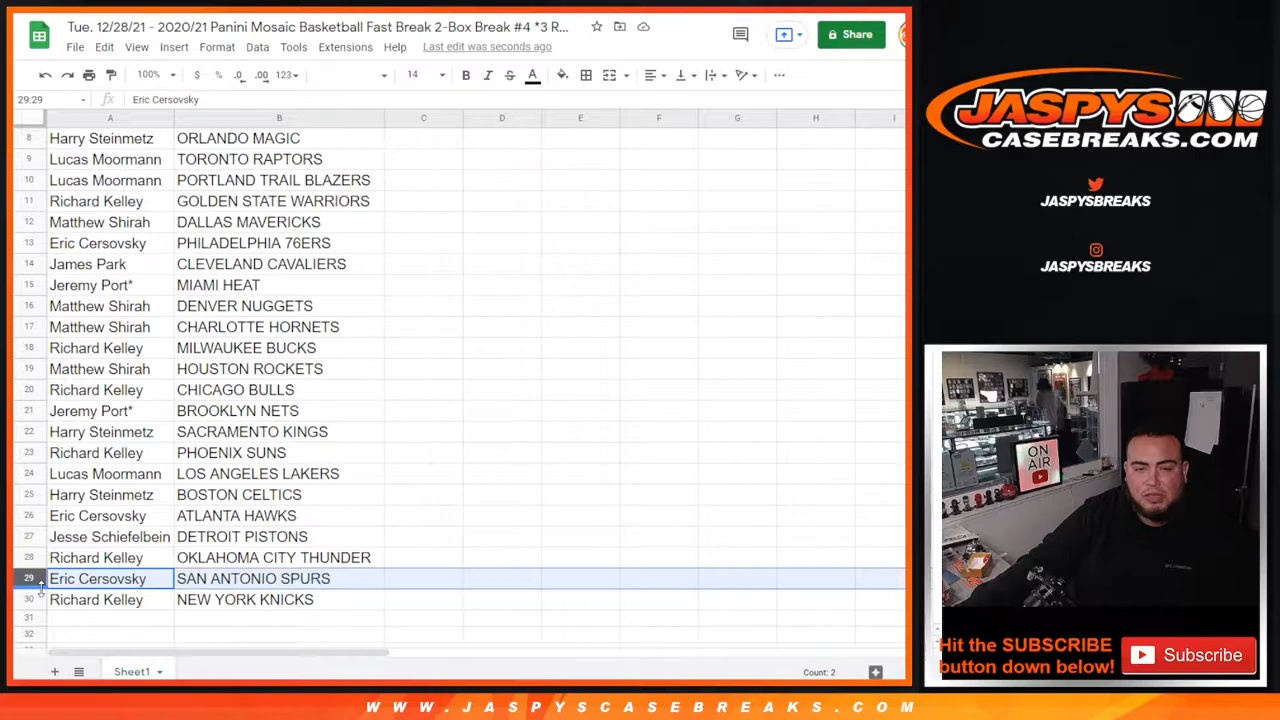 Tue. 12/28/21 - 2020/21 Panini Mosaic Basketball Fast Break 2-Box Break #4 *3 R...
File Edit View Insert Format Data Tools Extensions Help Last edit was seconds ago
Share
100% $ % .0 .00 123 14 B I S A
29:29 fx Eric Cersovsky
A B C D E F G H I
8 Harry Steinmetz ORLANDO MAGIC
9 Lucas Moormann TORONTO RAPTORS
10 Lucas Moormann PORTLAND TRAIL BLAZERS
11 Richard Kelley GOLDEN STATE WARRIORS
12 Matthew Shirah DALLAS MAVERICKS
13 Eric Cersovsky PHILADELPHIA 76ERS
14 James Park CLEVELAND CAVALIERS
15 Jeremy Port* MIAMI HEAT
16 Matthew Shirah DENVER NUGGETS
17 Matthew Shirah CHARLOTTE HORNETS
18 Richard Kelley MILWAUKEE BUCKS
19 Matthew Shirah HOUSTON ROCKETS
20 Richard Kelley CHICAGO BULLS
21 Jeremy Port* BROOKLYN NETS
22 Harry Steinmetz SACRAMENTO KINGS
23 Richard Kelley PHOENIX SUNS
24 Lucas Moormann LOS ANGELES LAKERS
25 Harry Steinmetz BOSTON CELTICS
26 Eric Cersovsky ATLANTA HAWKS
27 Jesse Schiefelbein DETROIT PISTONS
28 Richard Kelley OKLAHOMA CITY THUNDER
29 Eric Cersovsky SAN ANTONIO SPURS
30 Richard Kelley NEW YORK KNICKS
31
32
Sheet1
Count: 2
JASPYS
CASEBREAKS.COM
JASPYSBREAKS
JASPYSBREAKS
ON
AIR
Hit the SUBSCRIBE
button down below!
Subscribe
WWW.JASPYSCASEBREAKS.COM